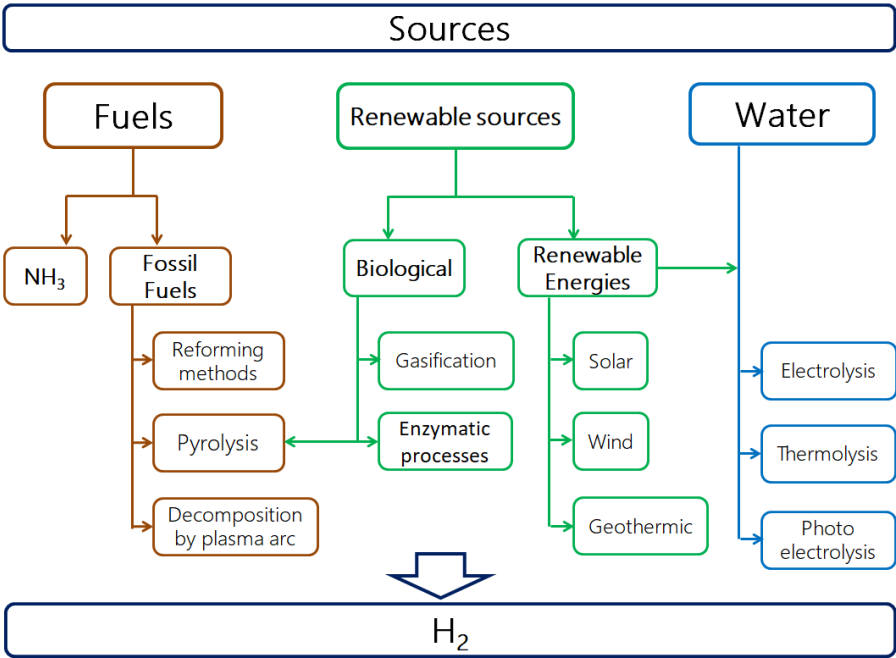 Sources
Fuels
Renewable sources
Water
NH₃
Fossil
Fuels
Biological
Renewable
Energies
Reforming
methods
Gasification
Solar
Electrolysis
Pyrolysis
Enzymatic
processes
Wind
Thermolysis
Decomposition
by plasma arc
Geothermic
Photo
electrolysis
H₂